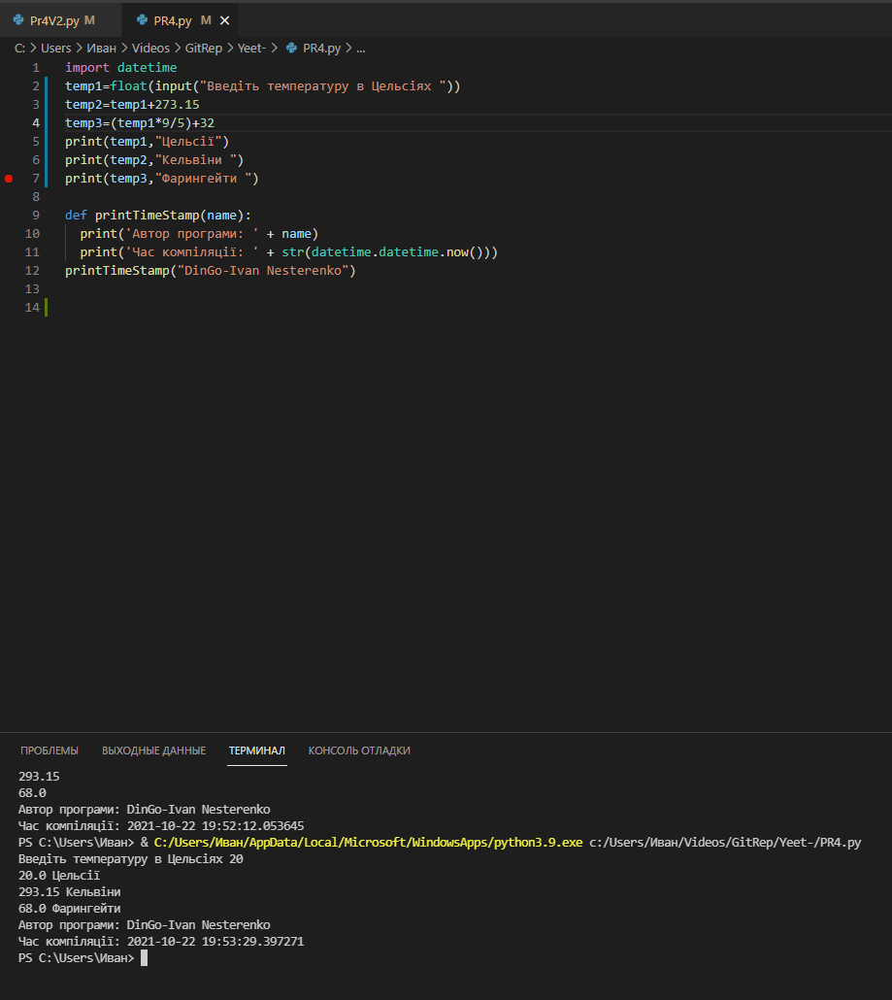 Pr4V2.py M PR4.py M
C: > Users > Иван > Videos > GitRep > Yeet- > PR4.py > ...
1 import datetime
2 temp1=float(input("Введіть температуру в Цельсіях "))
3 temp2=temp1+273.15
4 temp3=(temp1*9/5)+32
5 print(temp1,"Цельсії")
6 print(temp2,"Кельвіни ")
7 print(temp3,"Фарингейти ")
8
9 def printTimeStamp(name):
10 print('Автор програми: ' + name)
11 print('Час компіляції: ' + str(datetime.datetime.now()))
12 printTimeStamp("DinGo-Ivan Nesterenko")
13
14
ПРОБЛЕМЫ ВЫХОДНЫЕ ДАННЫЕ ТЕРМИНАЛ КОНСОЛЬ ОТЛАДКИ
293.15
68.0
Автор програми: DinGo-Ivan Nesterenko
Час компіляції: 2021-10-22 19:52:12.053645
PS C:\Users\Иван> & C:/Users/Иван/AppData/Local/Microsoft/WindowsApps/python3.9.exe c:/Users/Иван/Videos/GitRep/Yeet-/PR4.py
Введіть температуру в Цельсіях 20
20.0 Цельсії
293.15 Кельвіни
68.0 Фарингейти
Автор програми: DinGo-Ivan Nesterenko
Час компіляції: 2021-10-22 19:53:29.397271
PS C:\Users\Иван>